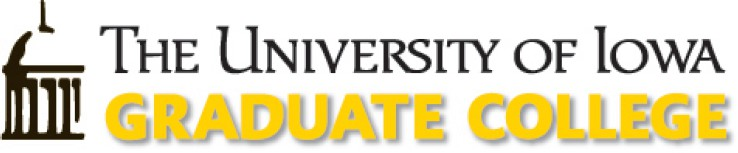 The University of Iowa
GRADUATE COLLEGE